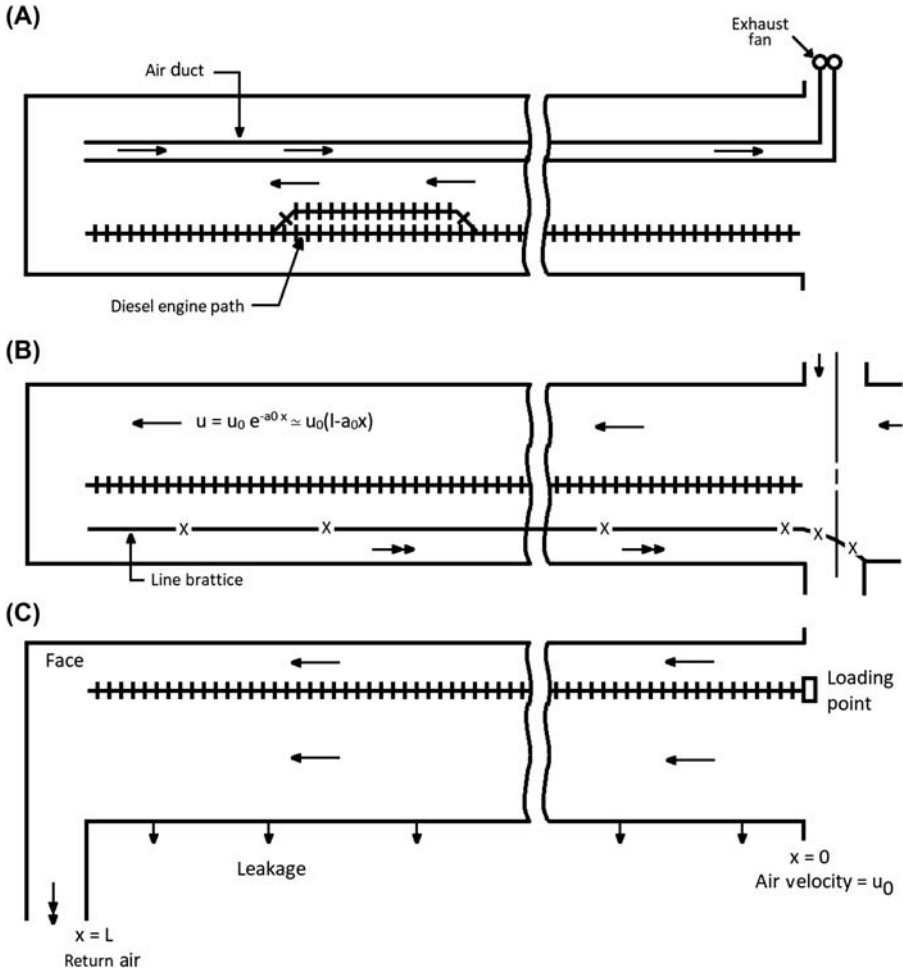 (A)
Exhaust
fan
Air duct
Diesel engine path
(B)
u = u₀ e⁻ᵃ⁰ ˣ ≃ u₀(l-a₀x)
X X X X X X
Line brattice
(C)
Face
Loading
point
Leakage
x = 0
Air velocity = u₀
x = L
Return air